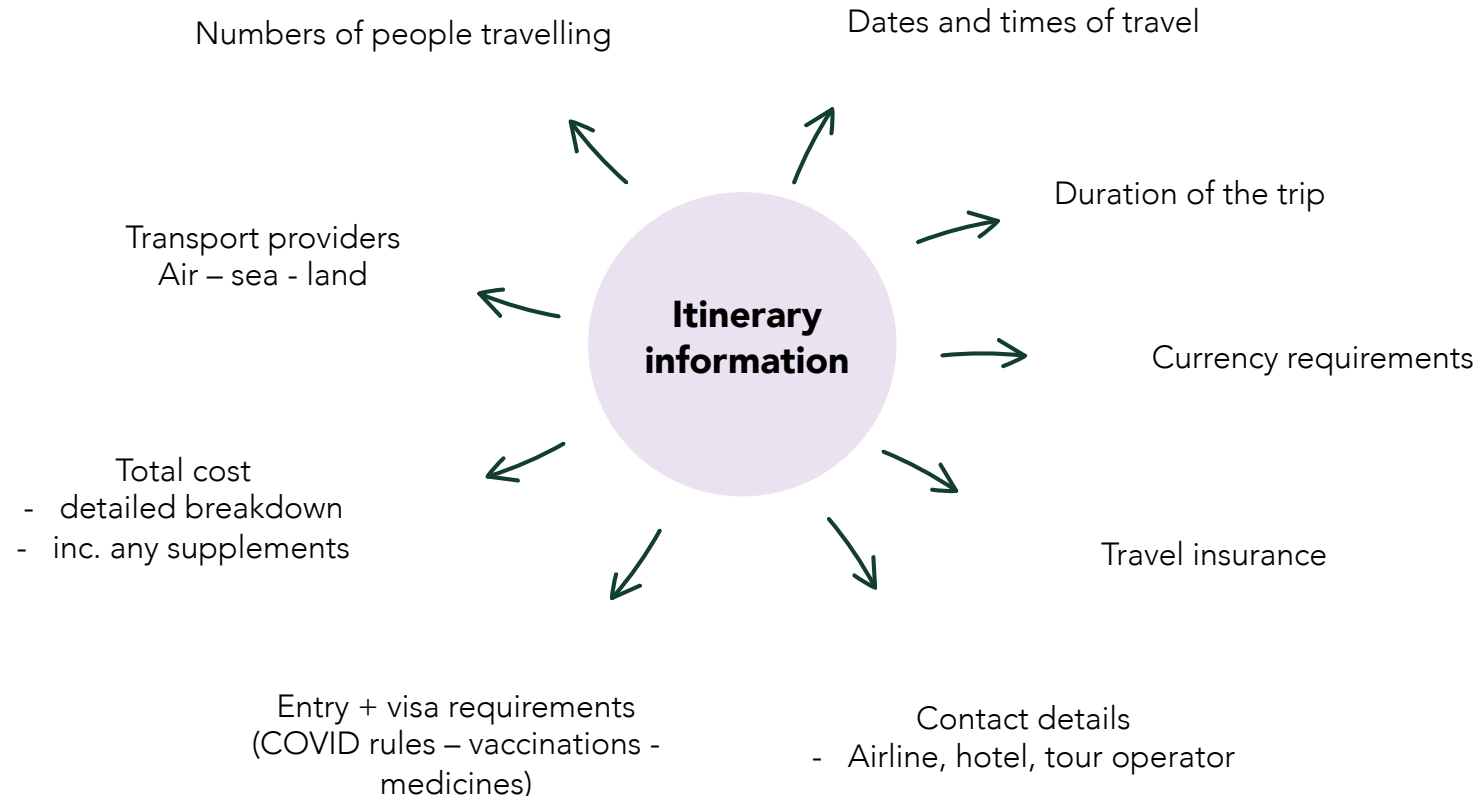 Numbers of people travelling
Dates and times of travel
Duration of the trip
Transport providers
Air – sea - land
Itinerary
information
Currency requirements
Total cost
- detailed breakdown
- inc. any supplements
Travel insurance
Entry + visa requirements
(COVID rules – vaccinations -
medicines)
Contact details
- Airline, hotel, tour operator